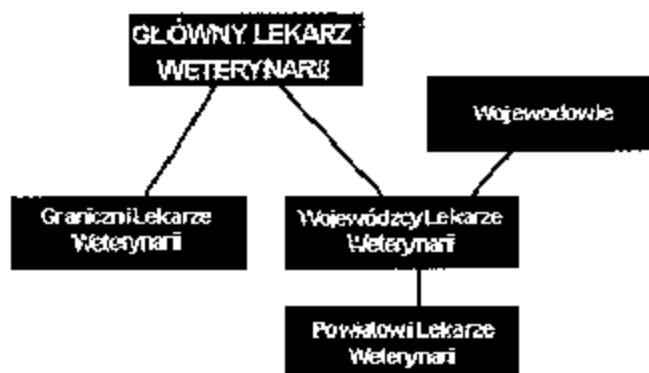 GŁÓWNY LEKARZ
WETERYNARII
Wojewodowie
Graniczni Lekarze
Weterynarii
Wojewódzcy Lekarze
Weterynarii
Powiatowi Lekarze
Weterynarii